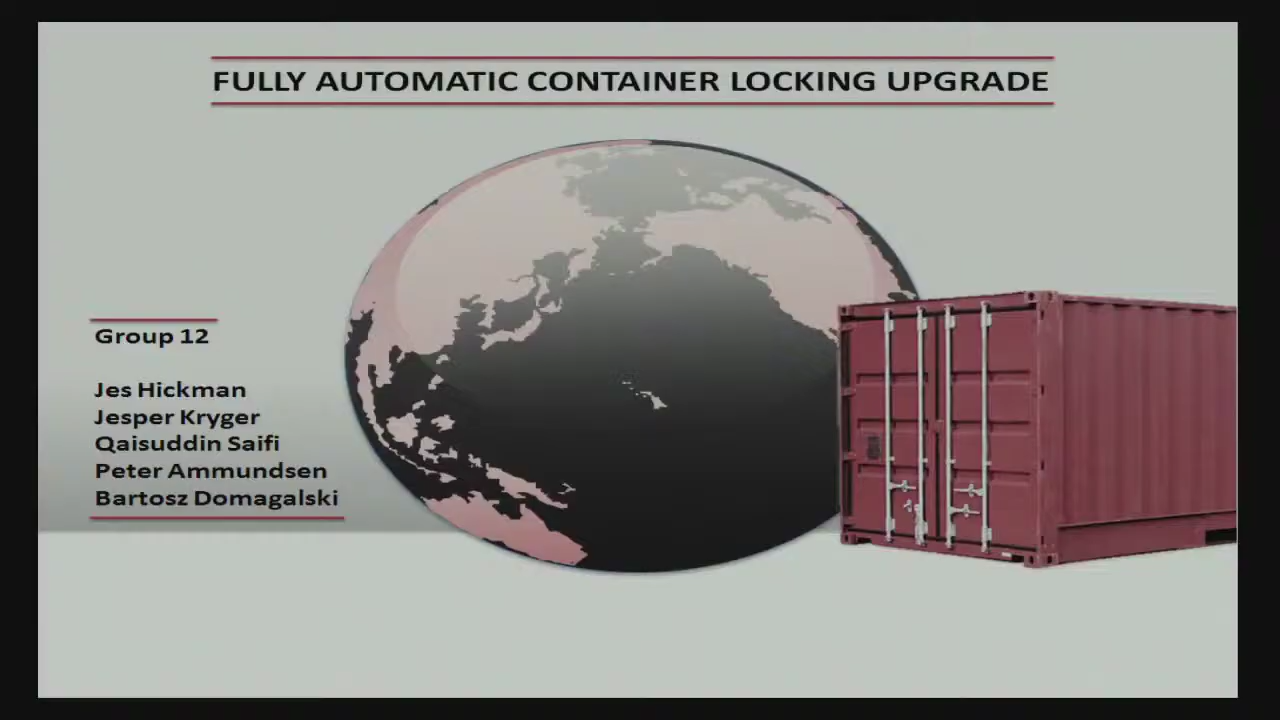 FULLY AUTOMATIC CONTAINER LOCKING UPGRADE
Group 12
Jes Hickman
Jesper Kryger
Qaisuddin Saifi
Peter Ammundsen
Bartosz Domagalski